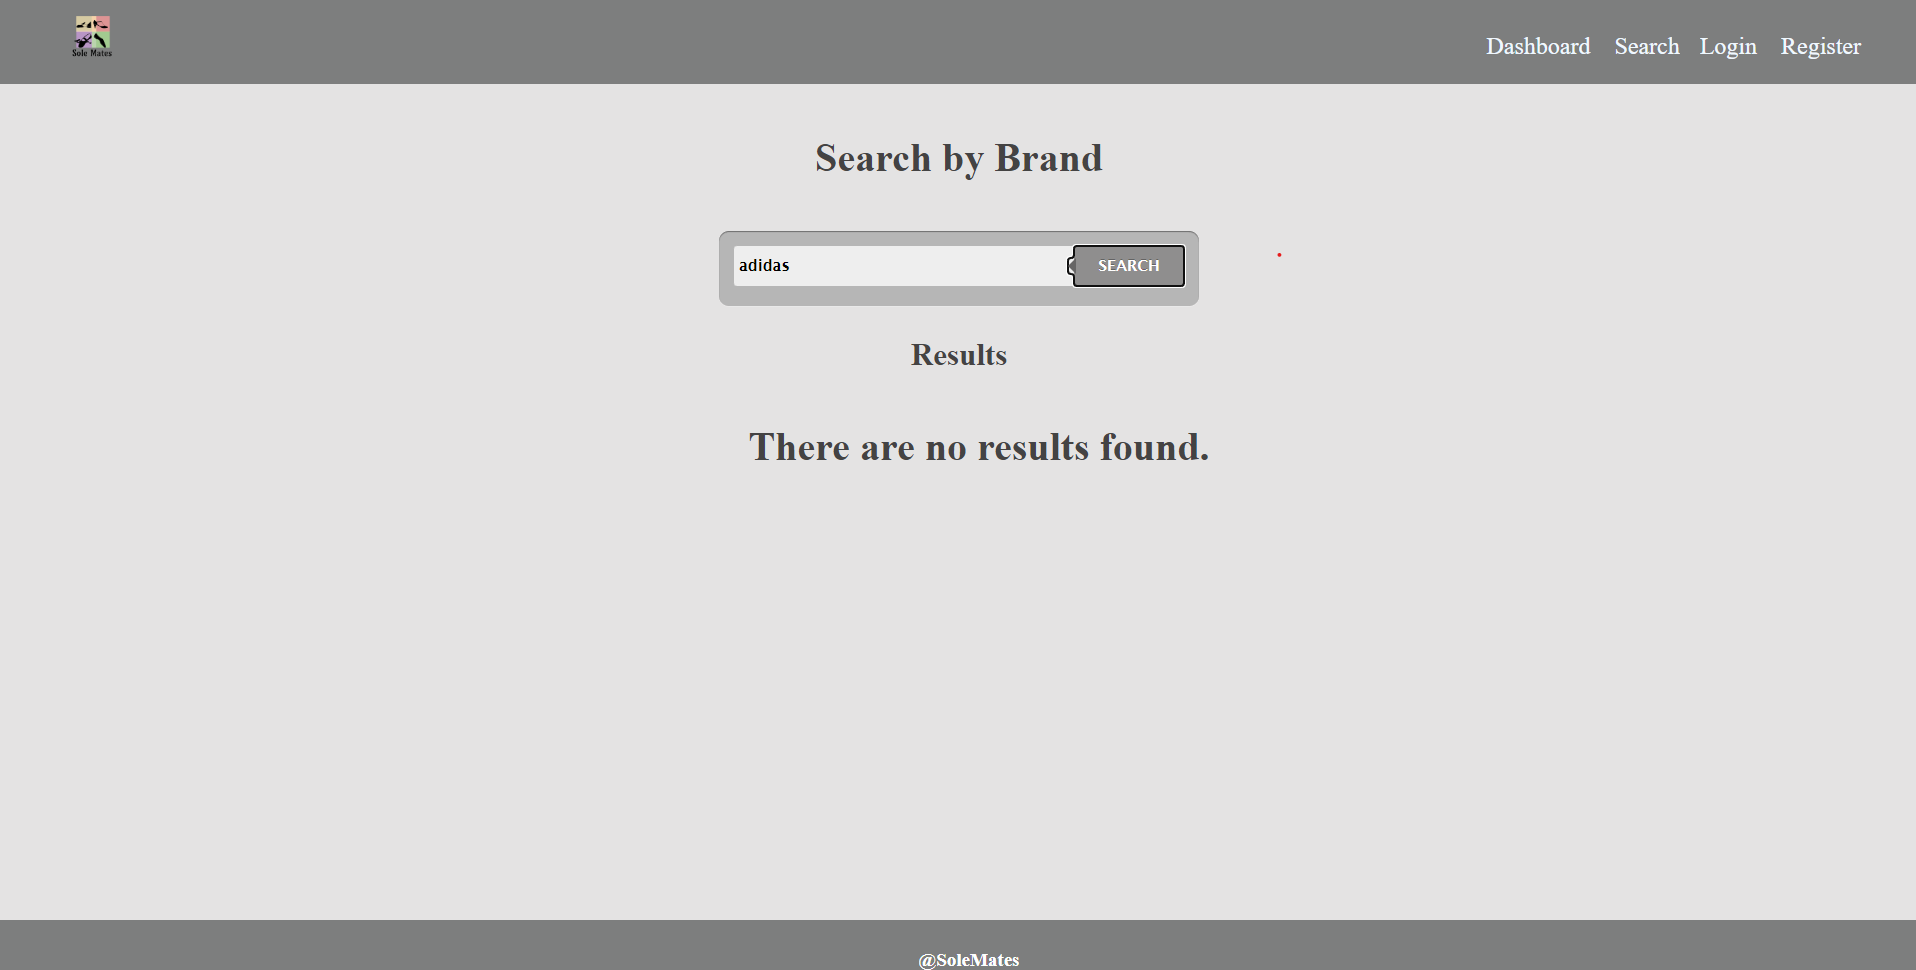 Sole Mates
Dashboard Search Login Register
Search by Brand
adidas SEARCH
Results
There are no results found.
@SoleMates